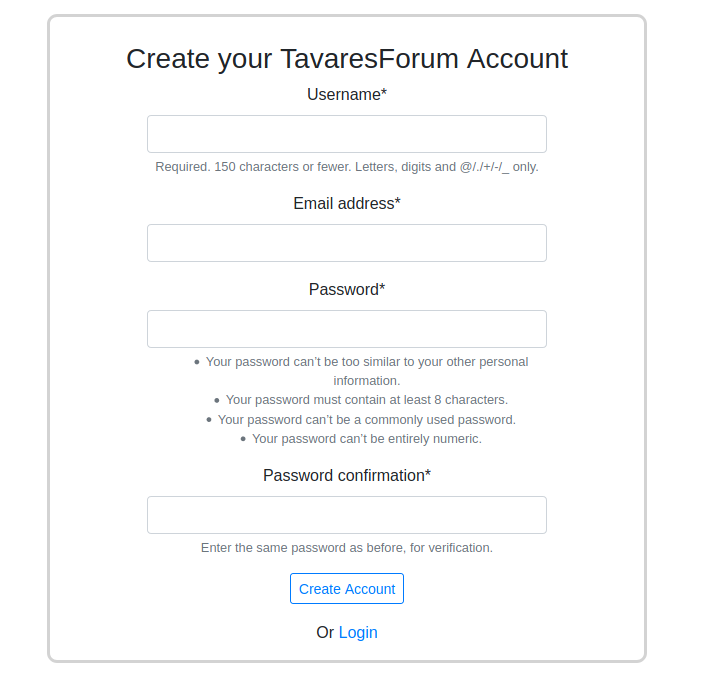 Create your TavaresForum Account
Username*
Required. 150 characters or fewer. Letters, digits and @/./+/-/_ only.
Email address*
Password*
• Your password can’t be too similar to your other personal
information.
• Your password must contain at least 8 characters.
• Your password can’t be a commonly used password.
• Your password can’t be entirely numeric.
Password confirmation*
Enter the same password as before, for verification.
Create Account
Or Login